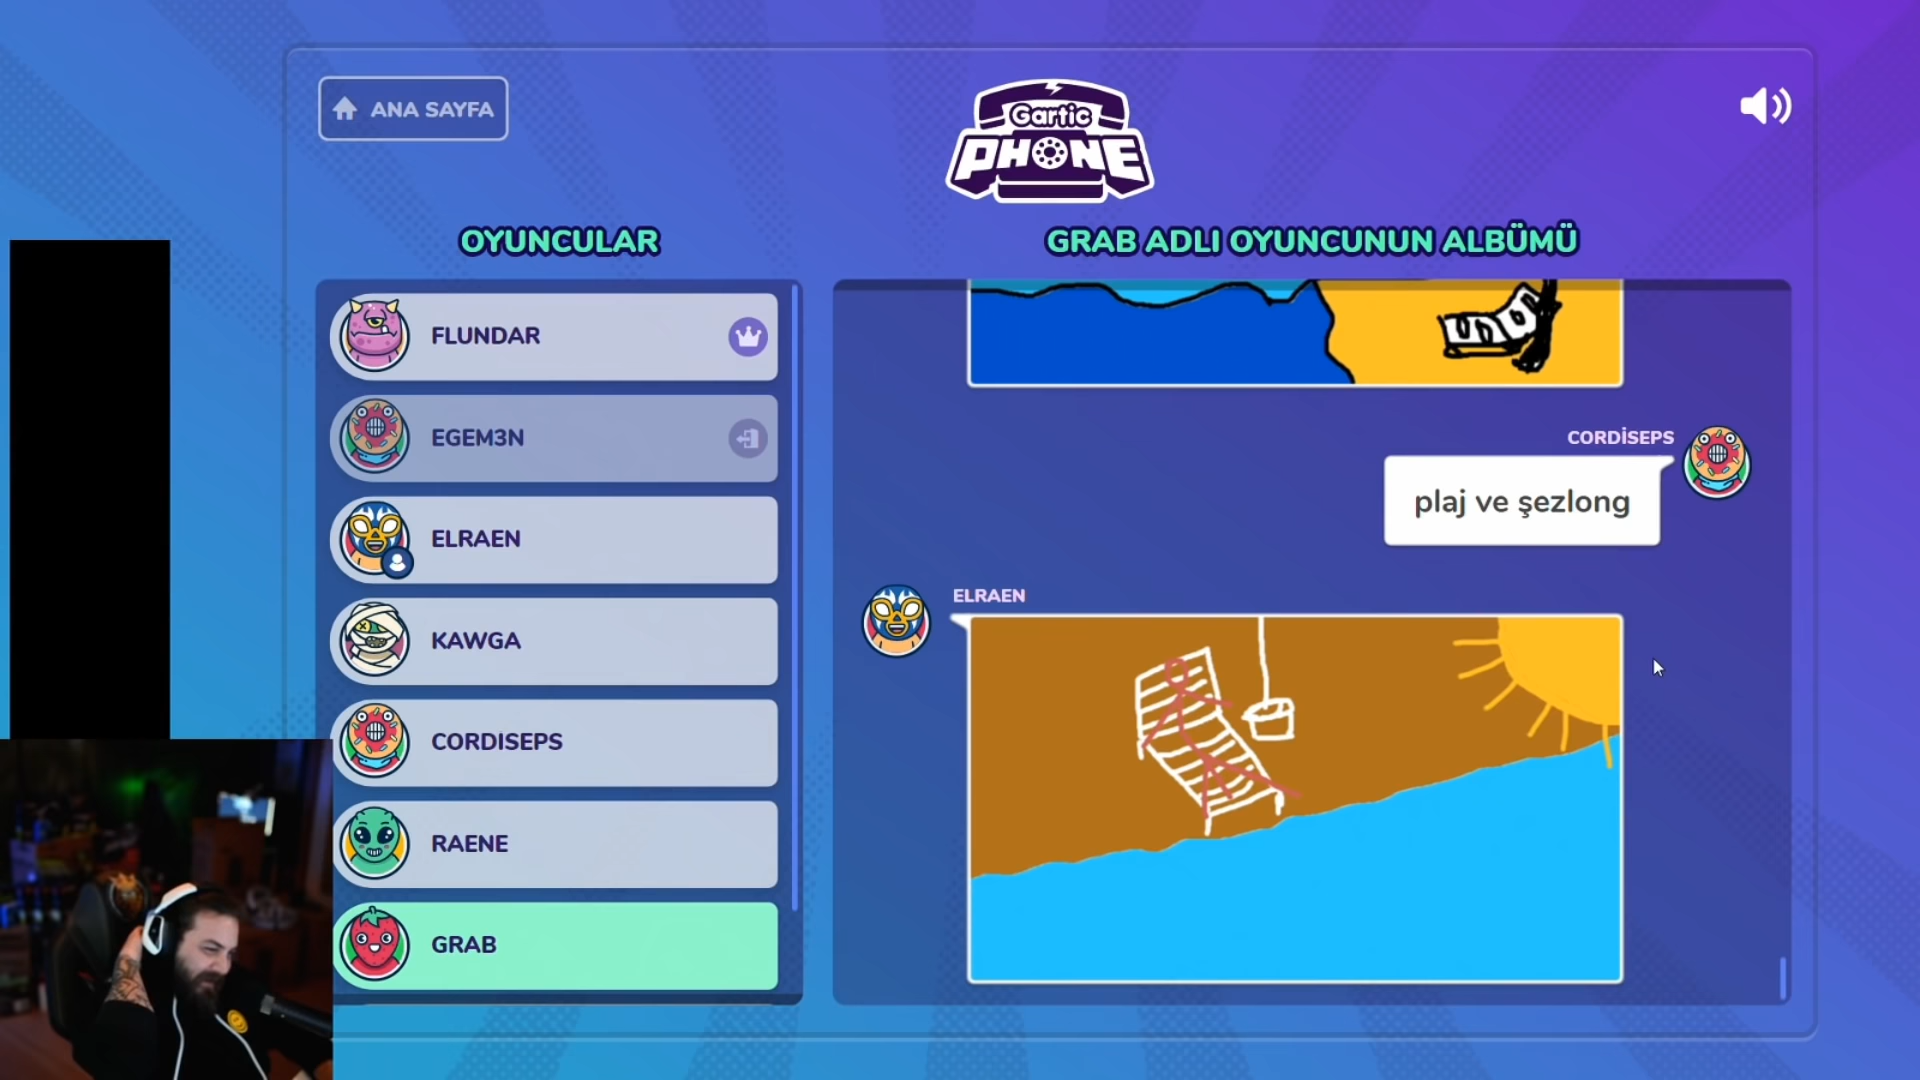 ANA SAYFA
Gartic
PHONE
OYUNCULAR
FLUNDAR
EGEM3N
ELRAEN
KAWGA
CORDISEPS
RAENE
GRAB
GRAB ADLI OYUNCUNUN ALBÜMÜ
CORDİSEPS
plaj ve şezlong
ELRAEN